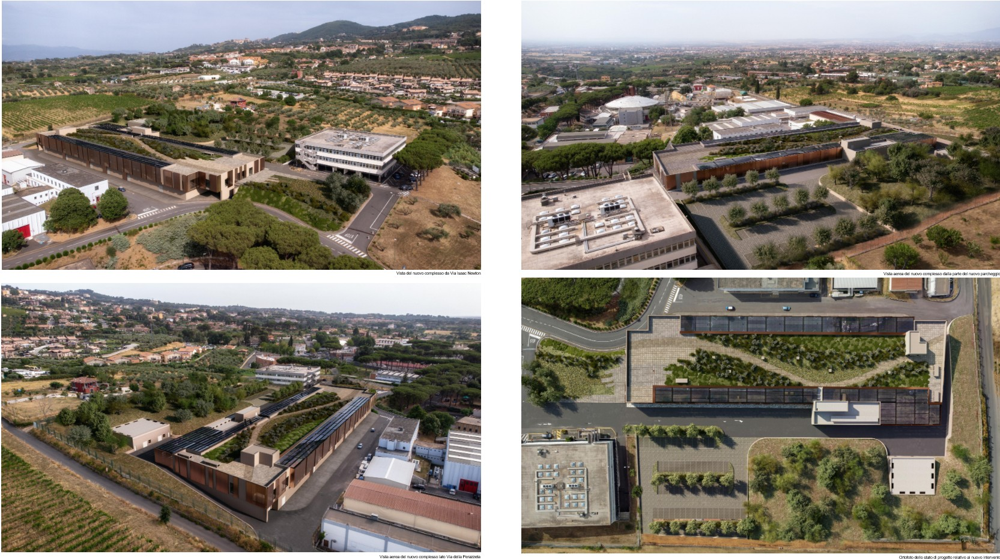 Vista del nuovo complesso da Via Isaac Newton
Vista aerea del nuovo complesso dalla parte del nuovo parcheggio
Vista aerea del nuovo complesso lato Via della Perazzeta
Ortofoto dello stato di progetto relativo al nuovo intervento